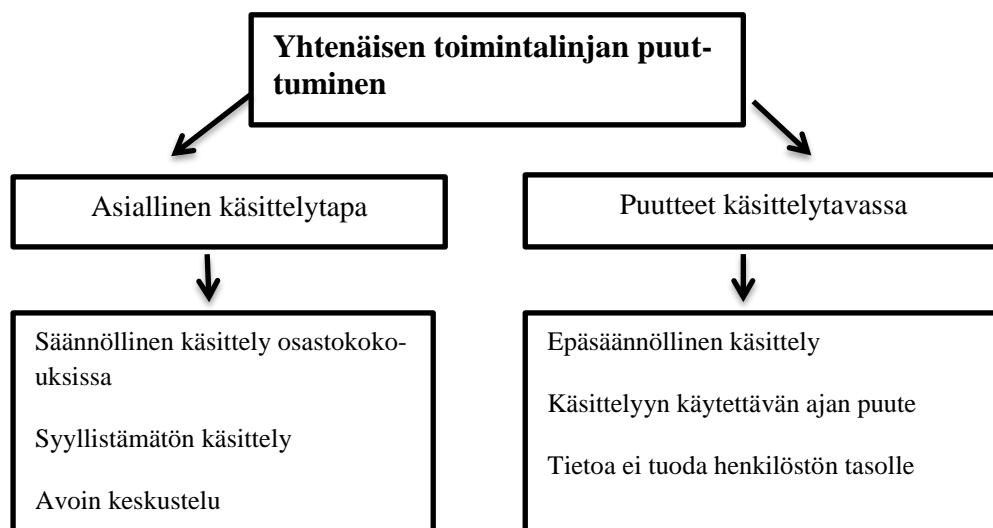 Yhtenäisen toimintalinjan puut-
tuminen
Asiallinen käsittelytapa
Puutteet käsittelytavassa
Säännöllinen käsittely osastokoko-
uksissa
Syyllistämätön käsittely
Avoin keskustelu
Epäsäännöllinen käsittely
Käsittelyyn käytettävän ajan puute
Tietoa ei tuoda henkilöstön tasolle